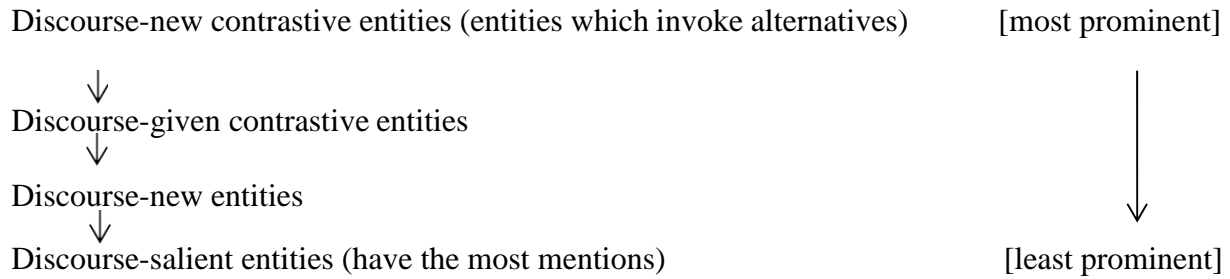 Discourse-new contrastive entities (entities which invoke alternatives) [most prominent]
Discourse-given contrastive entities
Discourse-new entities
Discourse-salient entities (have the most mentions) [least prominent]